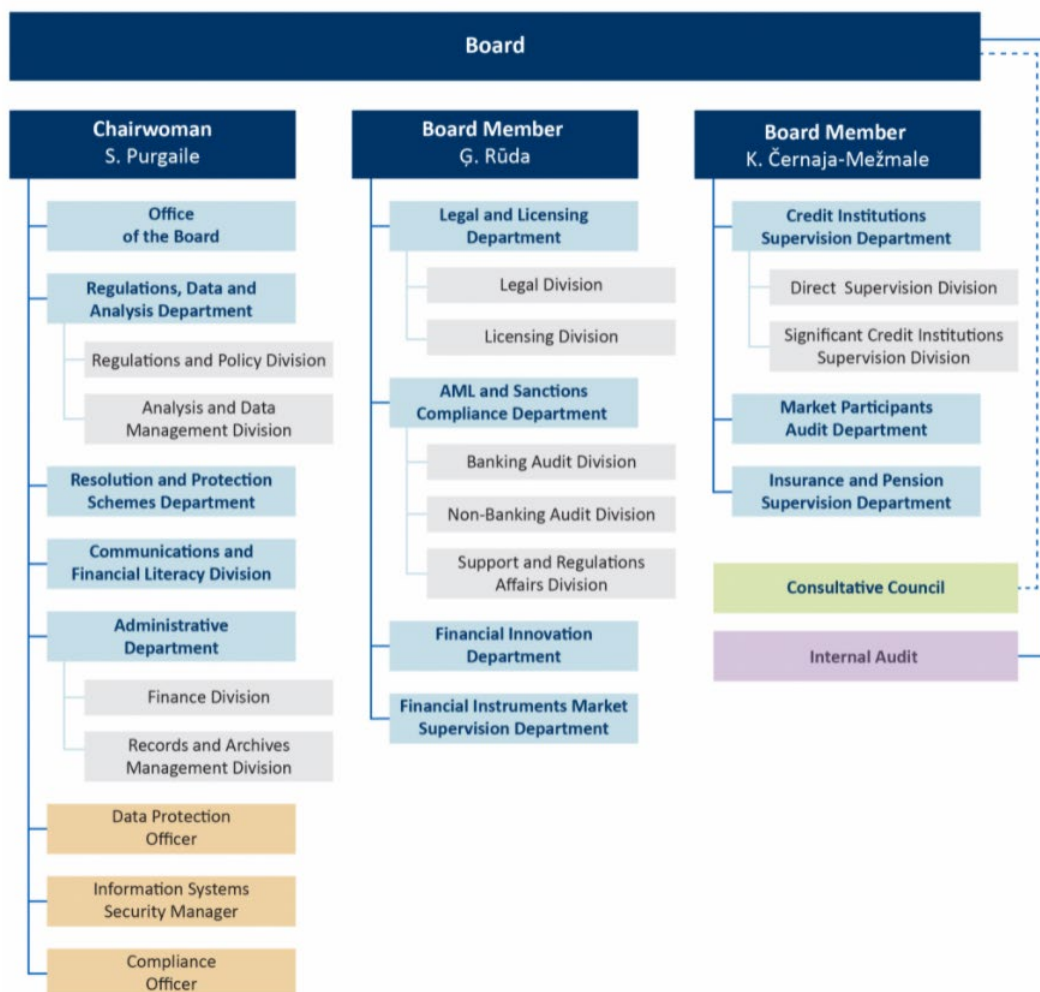 Board
Chairwoman
S. Purgaile
Office
of the Board
Regulations, Data and
Analysis Department
Regulations and Policy Division
Analysis and Data
Management Division
Resolution and Protection
Schemes Department
Communications and
Financial Literacy Division
Administrative
Department
Finance Division
Records and Archives
Management Division
Data Protection
Officer
Information Systems
Security Manager
Compliance
Officer
Board Member
Ģ. Rūda
Legal and Licensing
Department
Legal Division
Licensing Division
AML and Sanctions
Compliance Department
Banking Audit Division
Non-Banking Audit Division
Support and Regulations
Affairs Division
Financial Innovation
Department
Financial Instruments Market
Supervision Department
Board Member
K. Černaja-Mežmale
Credit Institutions
Supervision Department
Direct Supervision Division
Significant Credit Institutions
Supervision Division
Market Participants
Audit Department
Insurance and Pension
Supervision Department
Consultative Council
Internal Audit